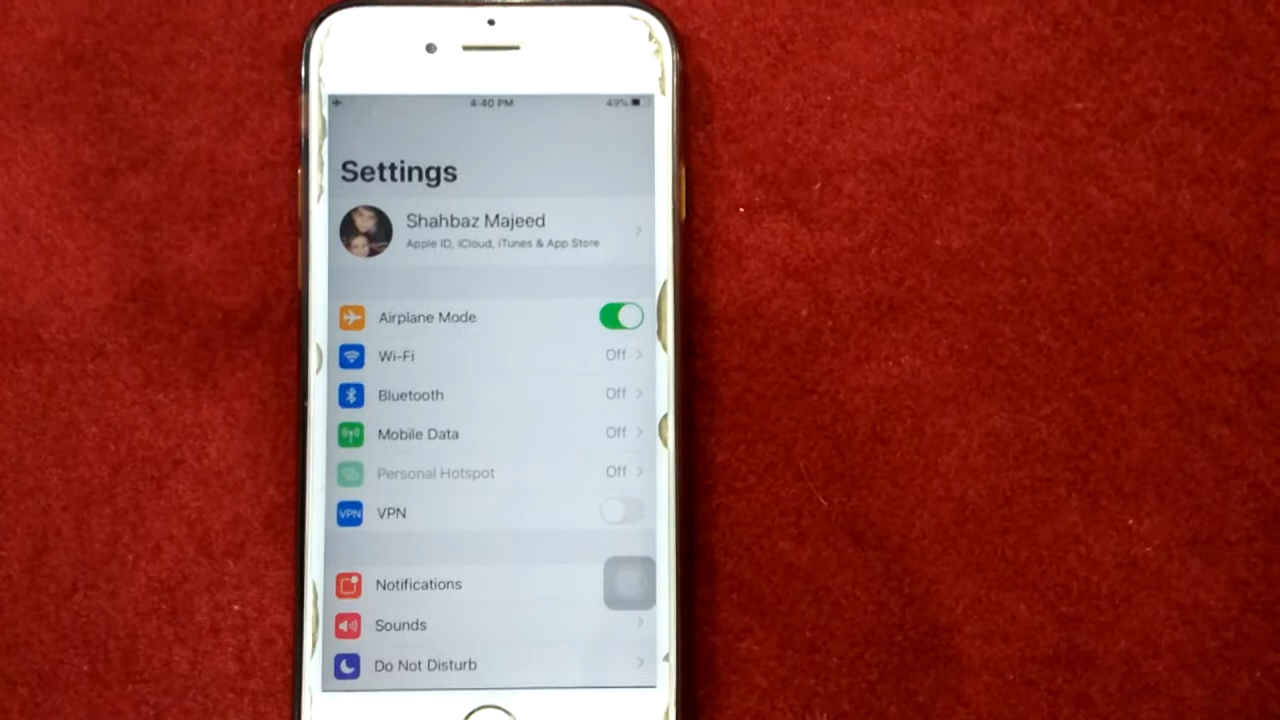 4:40 PM 49%
Settings
Shahbaz Majeed
Apple ID, iCloud, iTunes & App Store
Airplane Mode
Wi-Fi Off
Bluetooth Off
Mobile Data Off
Personal Hotspot Off
VPN VPN
Notifications
Sounds
Do Not Disturb